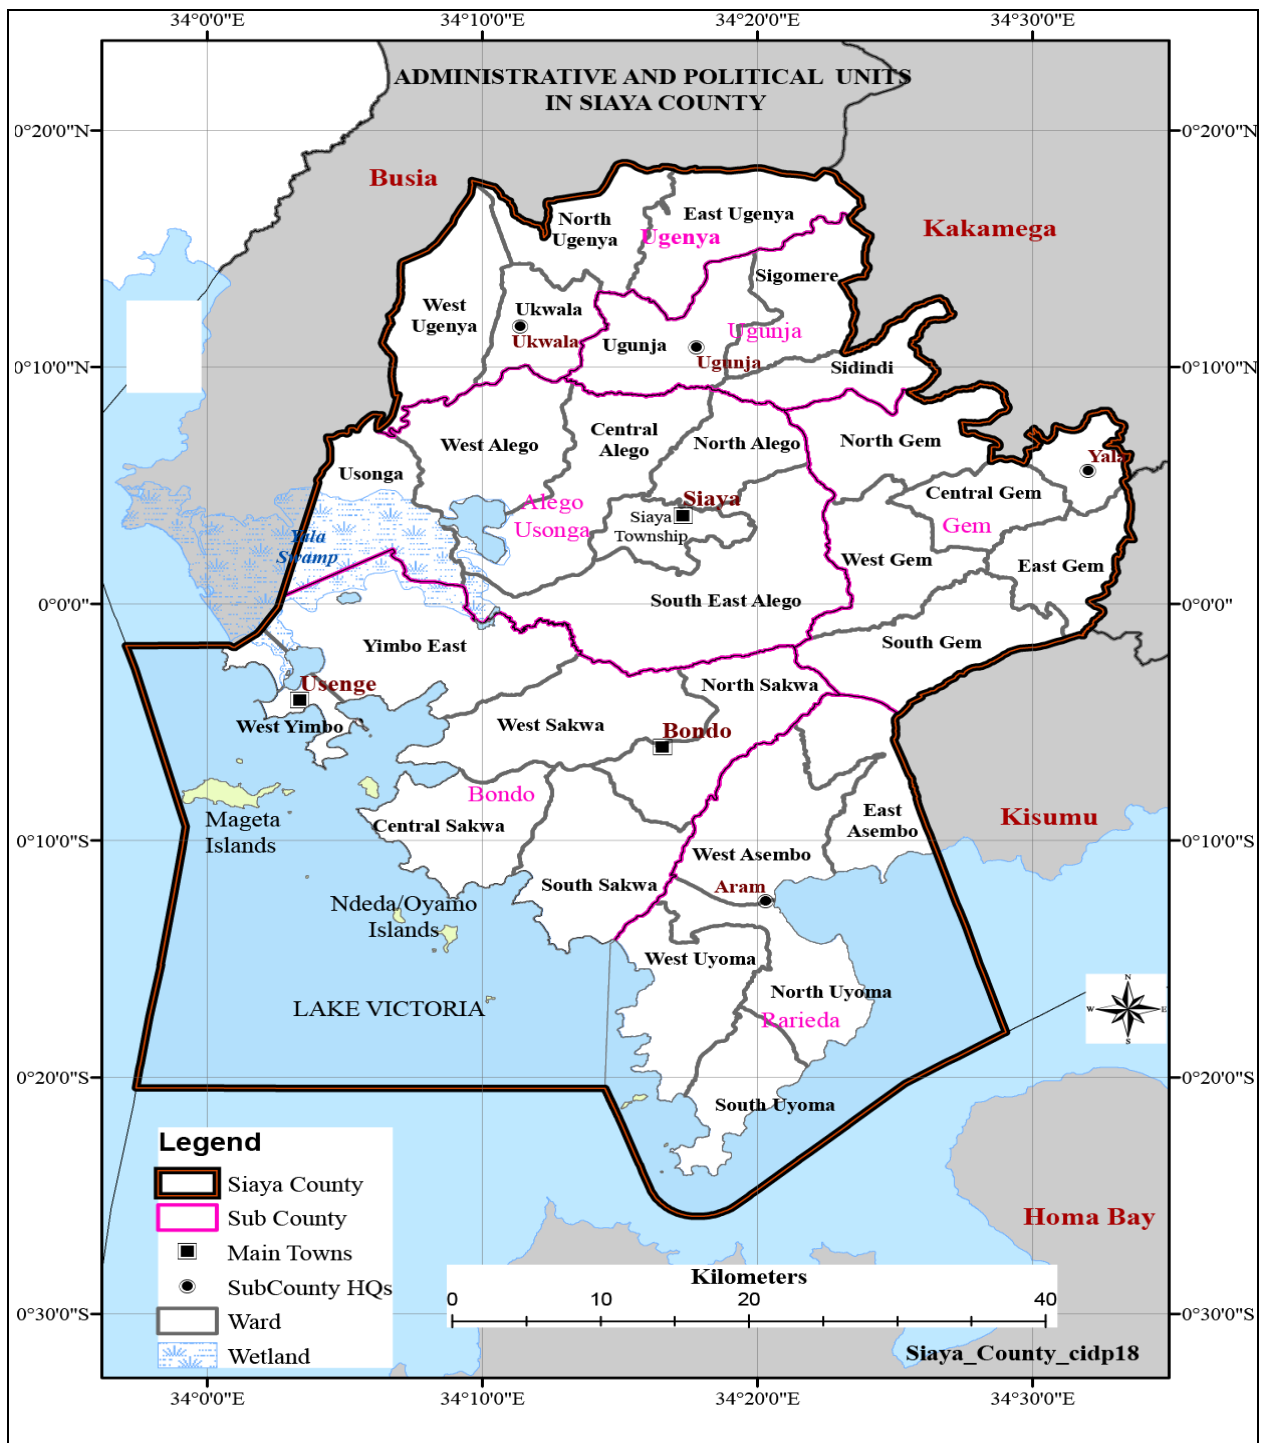 34°0'0"E
34°10'0"E
34°20'0"E
34°30'0"E
ADMINISTRATIVE AND POLITICAL UNITS
IN SIAYA COUNTY
0°20'0"N
0°20'0"N
Busia
North
Ugenya
East Ugenya
Ugenya
Kakamega
Sigomere
West
Ugenya
Ukwala
Ukwala
Ugunja
Ugunja
Ugunja
0°10'0"N
Sidindi
0°10'0"N
West Alego
Central
Alego
North Alego
North Gem
Yala
Usonga
Central Gem
Alego
Usonga
Siaya
Siaya
Township
Gem
Yala
Swamp
West Gem
East Gem
0°0'0"
South East Alego
0°0'0"
Yimbo East
South Gem
Usenge
North Sakwa
West Yimbo
West Sakwa
Bondo
Bondo
Mageta
Islands
Central Sakwa
East
Asembo
Kisumu
0°10'0"S
West Asembo
0°10'0"S
South Sakwa
Aram
Ndeda/Oyamo
Islands
West Uyoma
North Uyoma
N
W
E
S
LAKE VICTORIA
Rarieda
0°20'0"S
0°20'0"S
South Uyoma
Legend
Siaya County
Sub County
Main Towns
SubCounty HQs
Ward
Wetland
Homa Bay
Kilometers
0
10
20
40
0°30'0"S
0°30'0"S
Siaya_County_cidp18
34°0'0"E
34°10'0"E
34°20'0"E
34°30'0"E